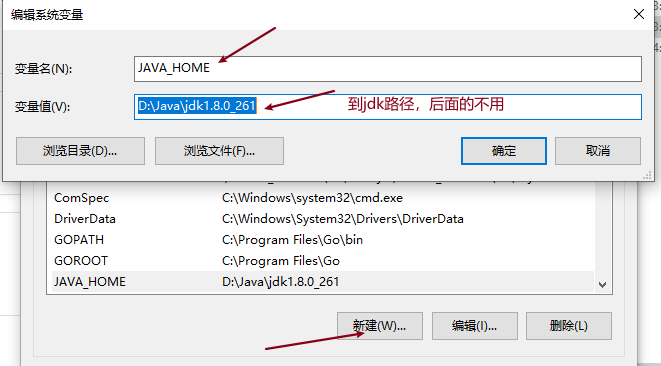 编辑系统变量
变量名(N):
JAVA_HOME
变量值(V):
D:\Java\jdk1.8.0_261
到jdk路径，后面的不用
浏览目录(D)...
浏览文件(F)...
确定
取消
ComSpec
C:\Windows\system32\cmd.exe
DriverData
C:\Windows\System32\Drivers\DriverData
GOPATH
C:\Program Files\Go\bin
GOROOT
C:\Program Files\Go
JAVA_HOME
D:\Java\jdk1.8.0_261
新建(W)...
编辑(I)...
删除(L)